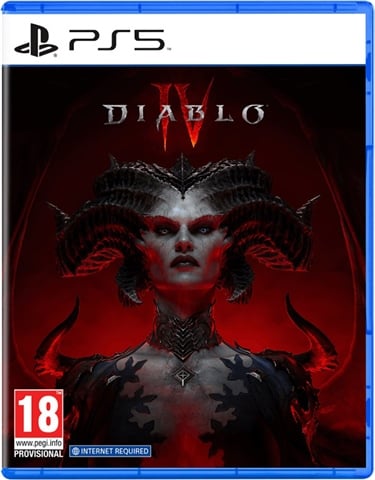 PS5
DIABLO
IV
18
www.pegi.info
PROVISIONAL
INTERNET REQUIRED